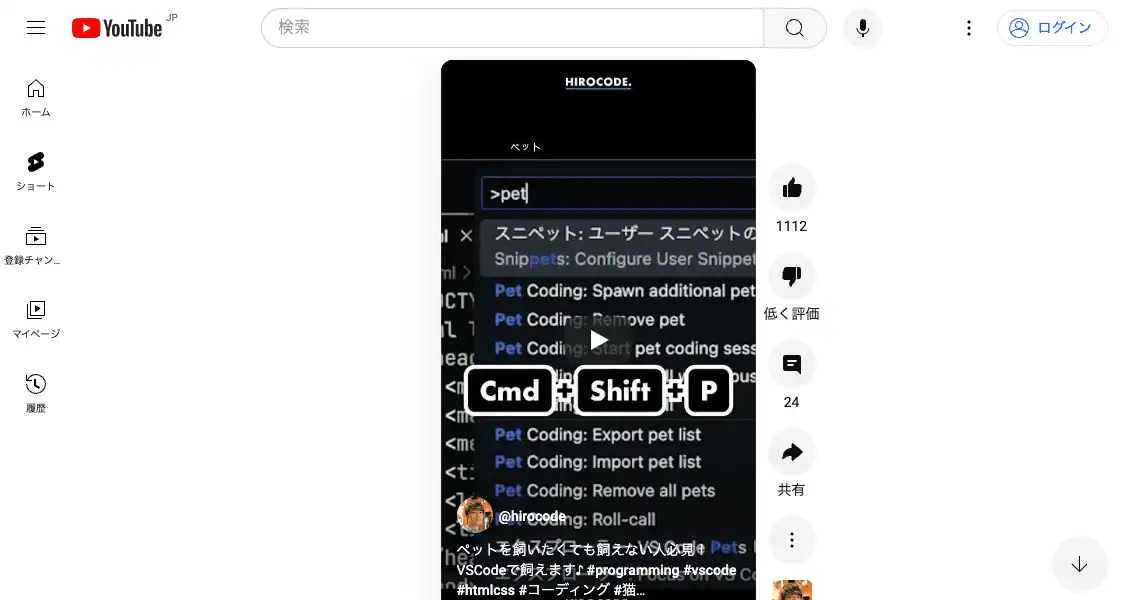 YouTube JP
検索
ログイン
ホーム
ショート
登録チャン...
マイページ
履歴
HIROCODE.
ペット
>pet
スニペット: ユーザー スニペットの
Snippets: Configure User Snippet
Pet Coding: Spawn additional pet
Pet Coding: Remove pet
Pet Coding: Start pet coding sess
Cmd + Shift + P
Pet Coding: Export pet list
Pet Coding: Import pet list
Pet Coding: Remove all pets
Pet Coding: Roll-call
@hirocode
ペットを飼いたくても飼えない人必見！
VSCodeで飼えます♪ #programming #vscode
#htmlcss #コーディング #猫...
1112
低く評価
24
共有